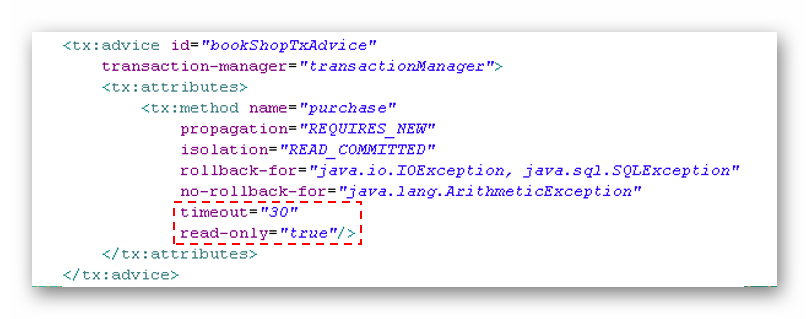 <tx:advice id="bookShopTxAdvice"
transaction-manager="transactionManager">
<tx:attributes>
<tx:method name="purchase"
propagation="REQUIRES_NEW"
isolation="READ_COMMITTED"
rollback-for="java.io.IOException, java.sql.SQLException"
no-rollback-for="java.lang.ArithmeticException"
timeout="30"
read-only="true"/>
</tx:attributes>
</tx:advice>